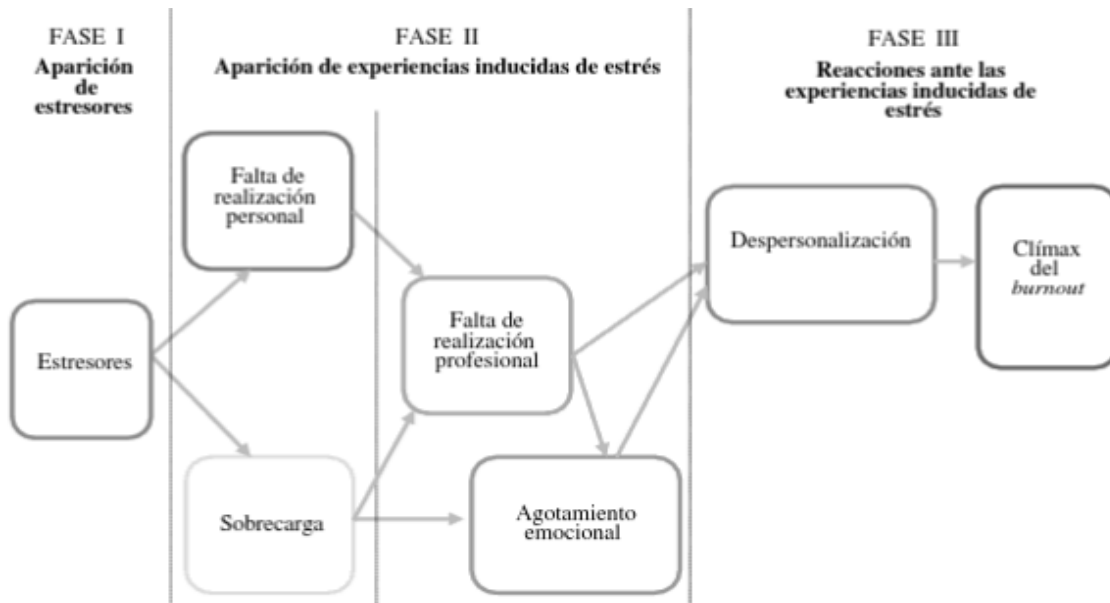 FASE I
Aparición
de
estresores
FASE II
Aparición de experiencias inducidas de estrés
FASE III
Reacciones ante las
experiencias inducidas de
estrés
Falta de
realización
personal
Estresores
Sobrecarga
Falta de
realización
profesional
Agotamiento
emocional
Despersonalización
Clímax
del
burnout